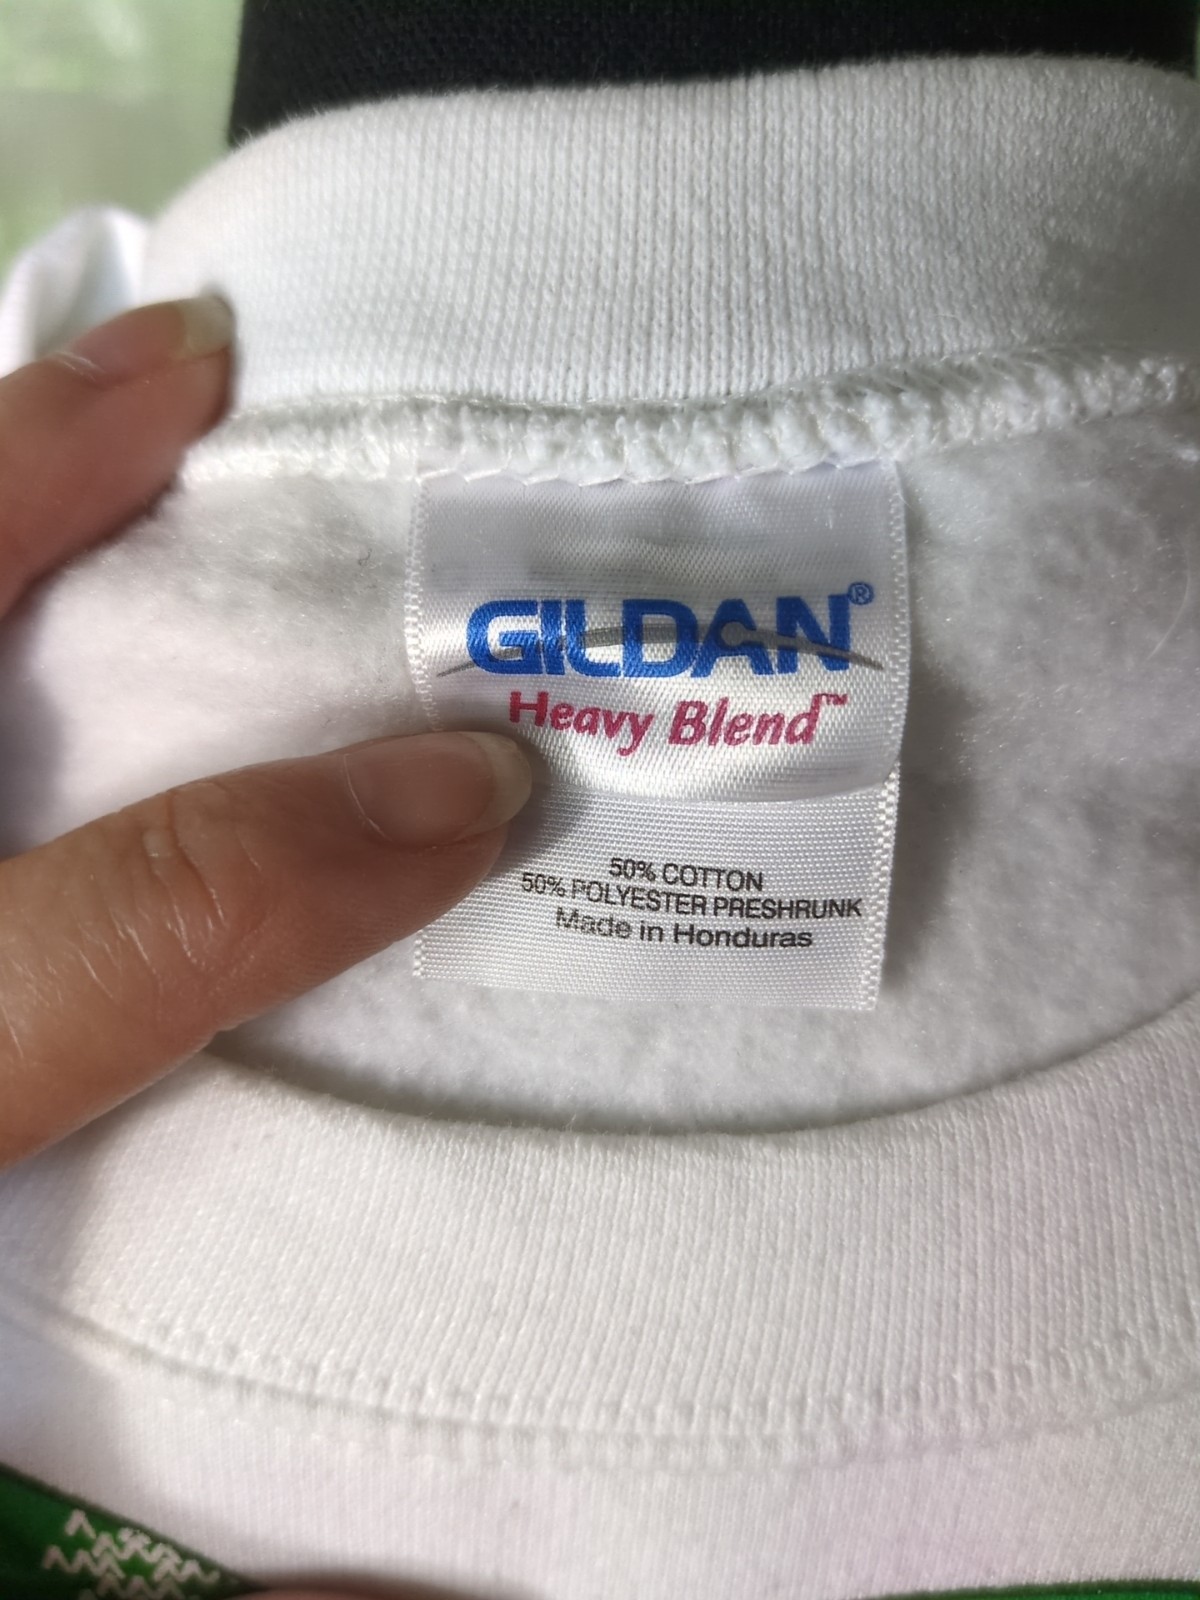 GILDAN®
Heavy Blend™
50% COTTON
50% POLYESTER PRESHRUNK
Made in Honduras